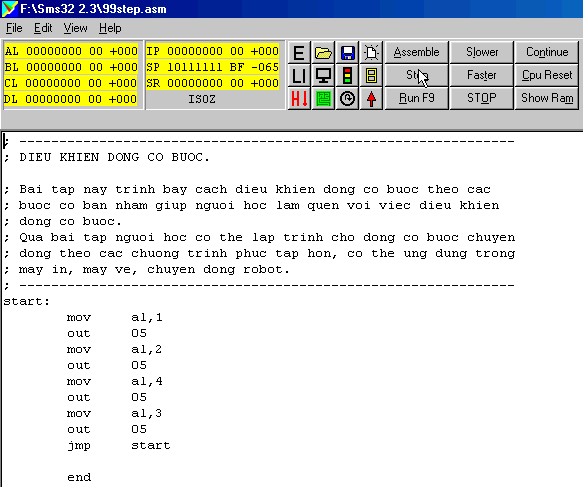 F:\Sms32 2.3\99step.asm
File Edit View Help
AL 00000000 00 +000 IP 00000000 00 +000
BL 00000000 00 +000 SP 10111111 BF -065
CL 00000000 00 +000 SR 00000000 00 +000
DL 00000000 00 +000 ISOZ
E Assemble Slower Continue
LI Faster Cpu Reset
H↓ Run F9 STOP Show Ram
; --------------------------------------------------------------
; DIEU KHIEN DONG CO BUOC.
; Bai tap nay trinh bay cach dieu khien dong co buoc theo cac
; buoc co ban nham giup nguoi hoc lam quen voi viec dieu khien
; dong co buoc.
; Qua bai tap nguoi hoc co the lap trinh cho dong co buoc chuyen
; dong theo cac chuong trinh phuc tap hon, co the ung dung trong
; may in, may ve, chuyen dong robot.
; --------------------------------------------------------------
start:
mov al,1
out 05
mov al,2
out 05
mov al,4
out 05
mov al,3
out 05
jmp start
end